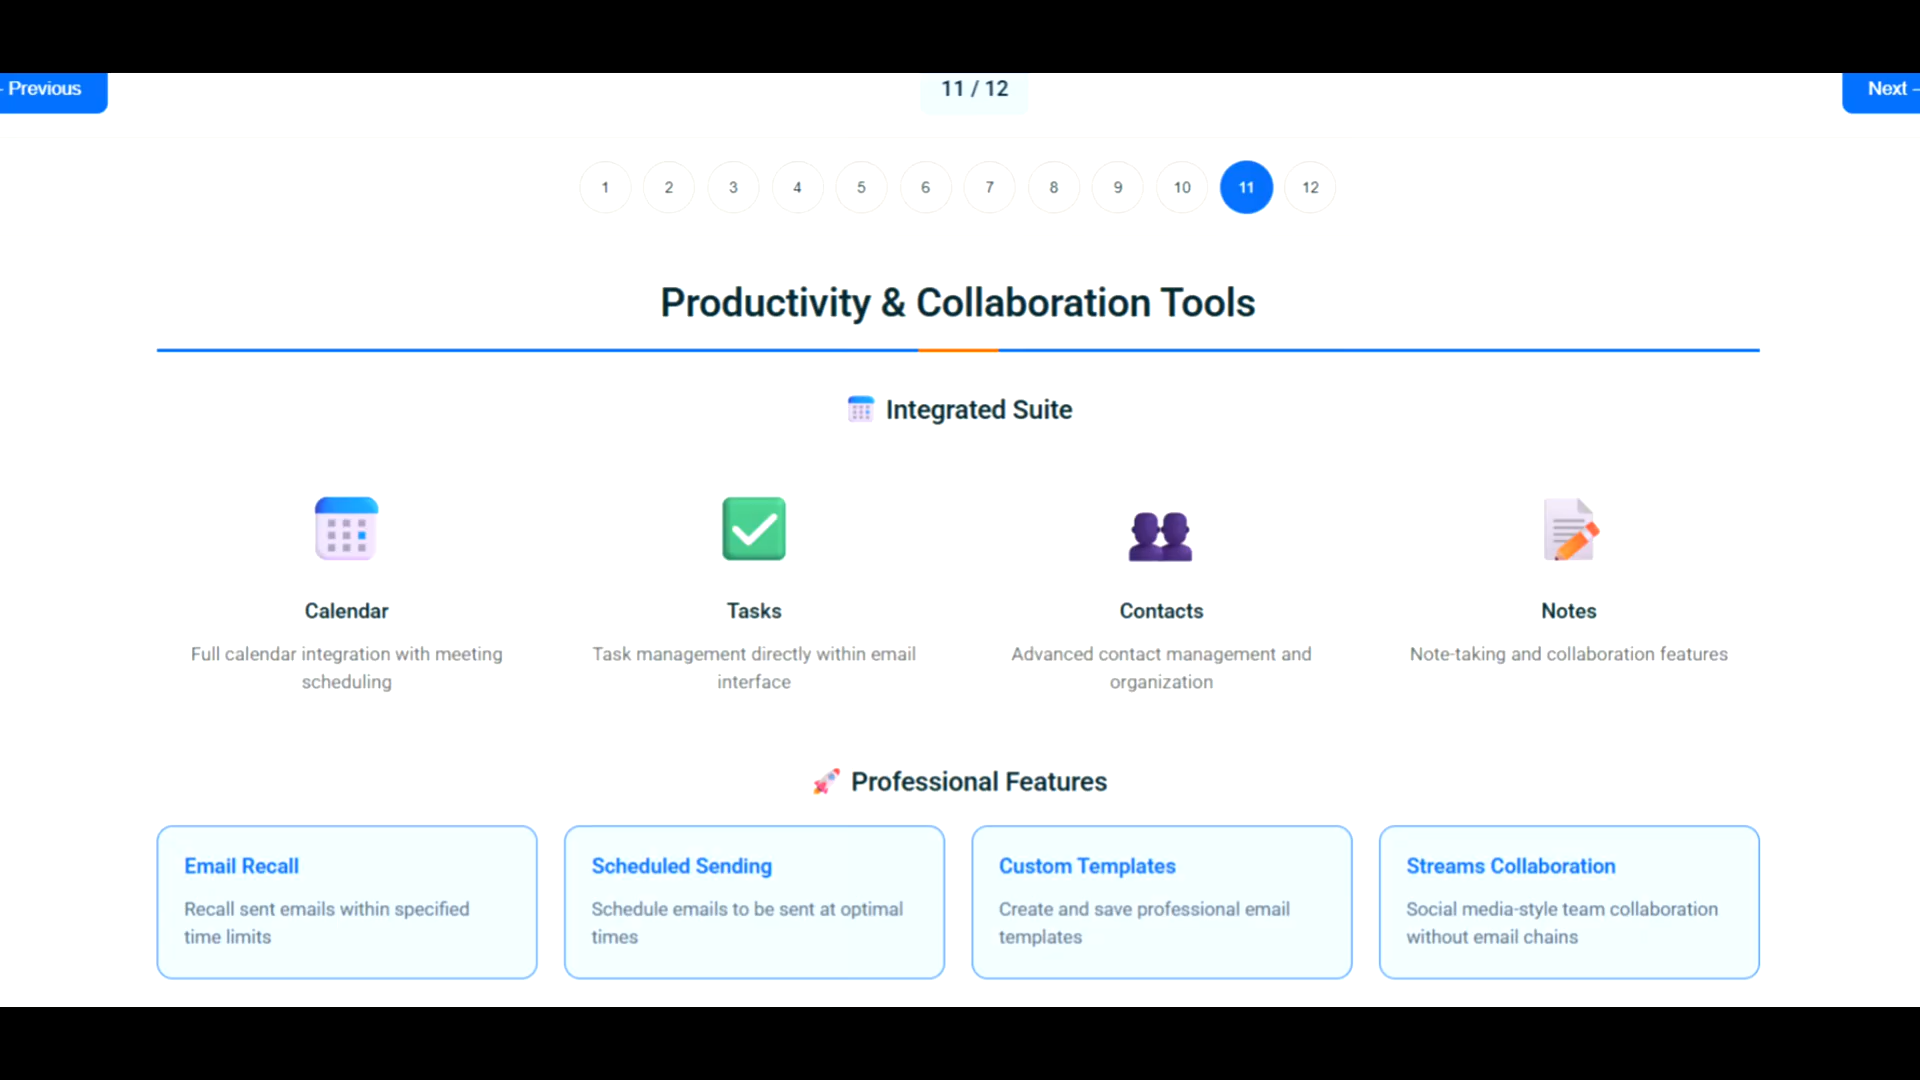 - Previous
11 / 12
Next -
1 2 3 4 5 6 7 8 9 10 11 12
Productivity & Collaboration Tools
Integrated Suite
Calendar
Full calendar integration with meeting
scheduling
Tasks
Task management directly within email
interface
Contacts
Advanced contact management and
organization
Notes
Note-taking and collaboration features
Professional Features
Email Recall
Recall sent emails within specified
time limits
Scheduled Sending
Schedule emails to be sent at optimal
times
Custom Templates
Create and save professional email
templates
Streams Collaboration
Social media-style team collaboration
without email chains